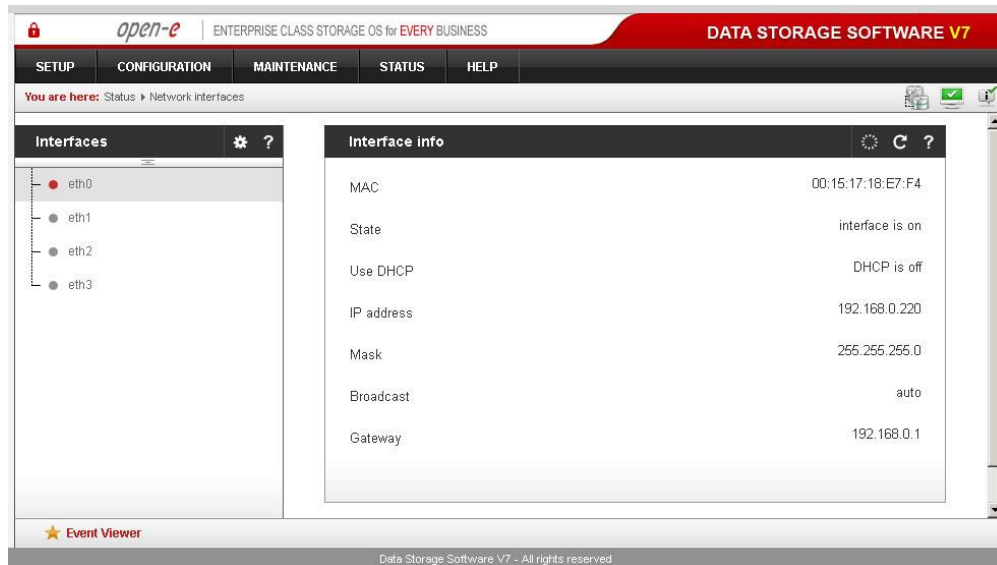 open-e ENTERPRISE CLASS STORAGE OS for EVERY BUSINESS DATA STORAGE SOFTWARE V7
SETUP CONFIGURATION MAINTENANCE STATUS HELP
You are here: Status Network interfaces
Interfaces ?
eth0
eth1
eth2
eth3
Interface info ?
MAC 00:15:17:18:E7:F4
State interface is on
Use DHCP DHCP is off
IP address 192.168.0.220
Mask 255.255.255.0
Broadcast auto
Gateway 192.168.0.1
Event Viewer
Data Storage Software V7 - All rights reserved